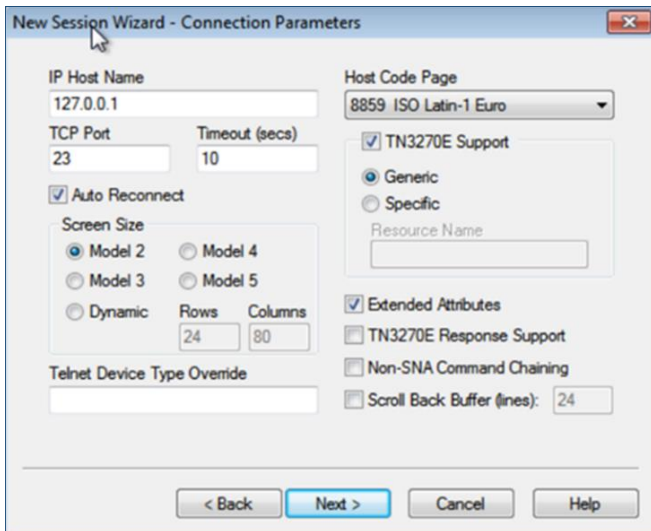 New Session Wizard - Connection Parameters
IP Host Name
127.0.0.1
TCP Port Timeout (secs)
23 10
Auto Reconnect
Screen Size
Model 2 Model 4
Model 3 Model 5
Dynamic Rows Columns
24 80
Telnet Device Type Override
Host Code Page
8859 ISO Latin-1 Euro
TN3270E Support
Generic
Specific
Resource Name
Extended Attributes
TN3270E Response Support
Non-SNA Command Chaining
Scroll Back Buffer (lines): 24
< Back Next > Cancel Help